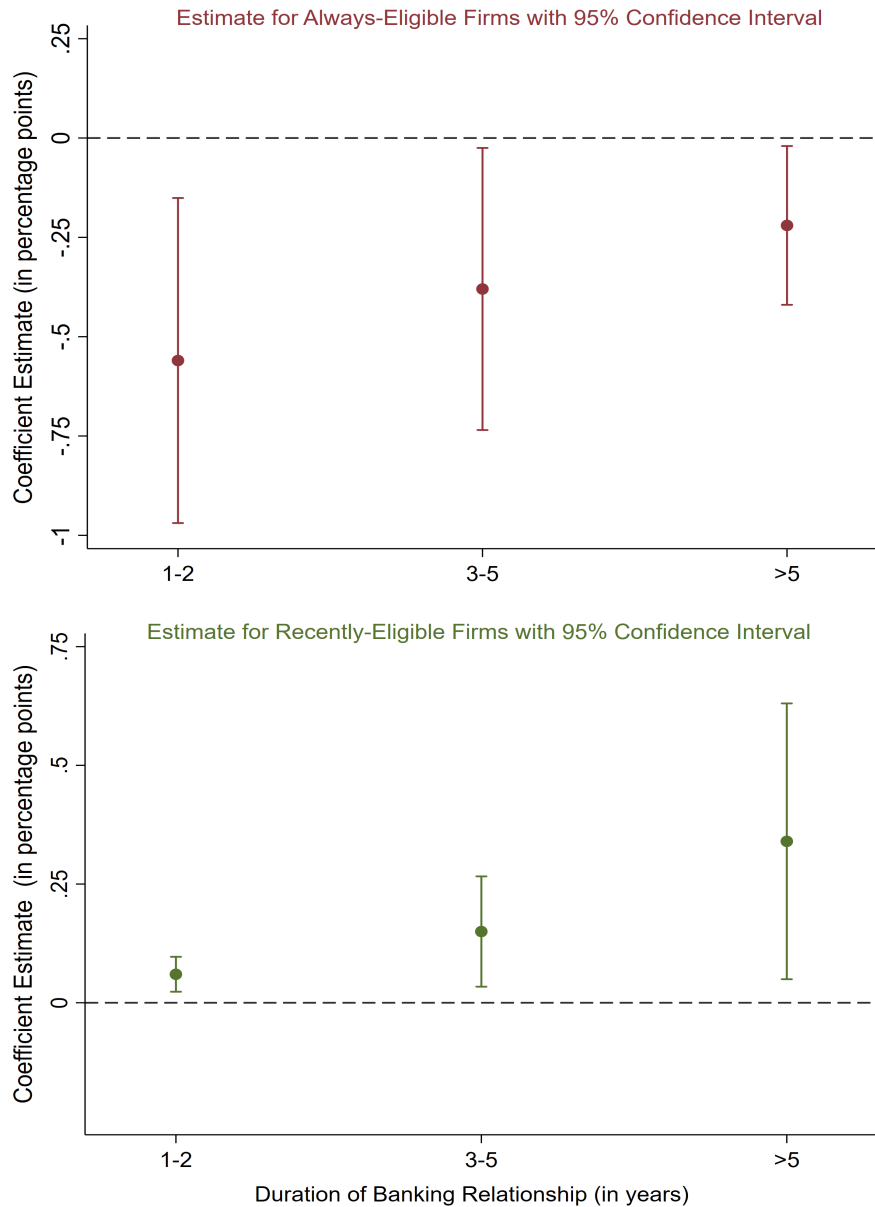 Estimate for Always-Eligible Firms with 95% Confidence Interval
Coefficient Estimate (in percentage points)
.25
0
-.25
-.5
-.75
-1
1-2 3-5 >5
Estimate for Recently-Eligible Firms with 95% Confidence Interval
Coefficient Estimate (in percentage points)
.75
.5
.25
0
1-2 3-5 >5
Duration of Banking Relationship (in years)